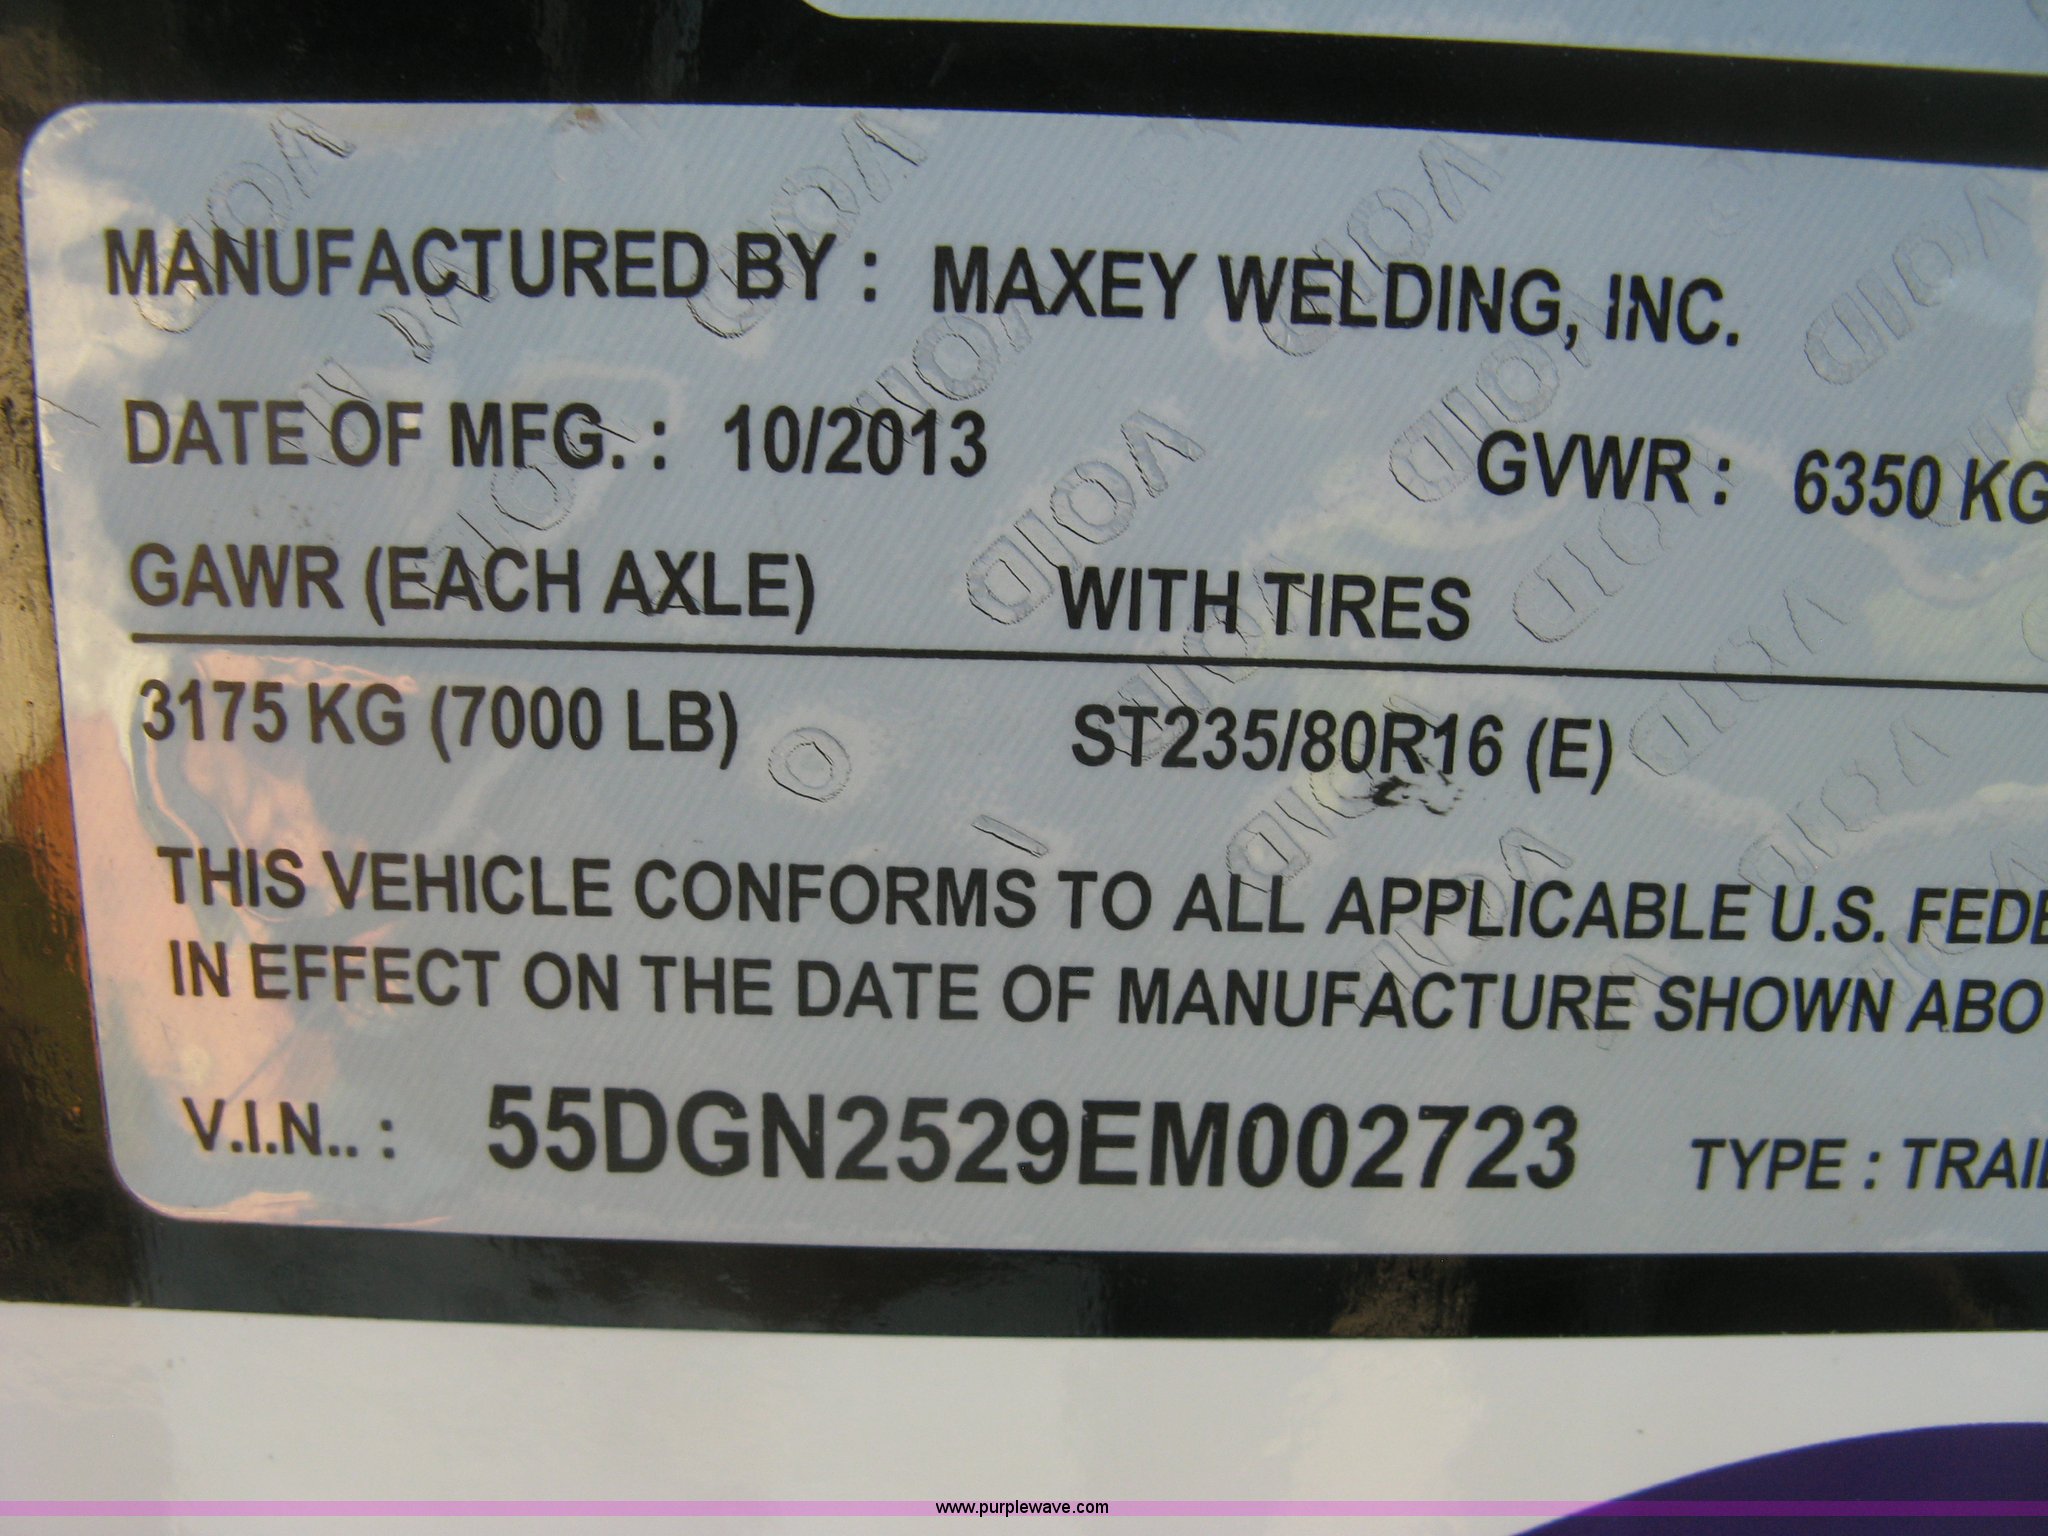 MANUFACTURED BY : MAXEY WELDING, INC.
DATE OF MFG. : 10/2013 GVWR : 6350 KG
GAWR (EACH AXLE) WITH TIRES
3175 KG (7000 LB) ST235/80R16 (E)
THIS VEHICLE CONFORMS TO ALL APPLICABLE U.S. FEDE
IN EFFECT ON THE DATE OF MANUFACTURE SHOWN ABO
V.I.N.. : 55DGN2529EM002723 TYPE : TRAIL
www.purplewave.com